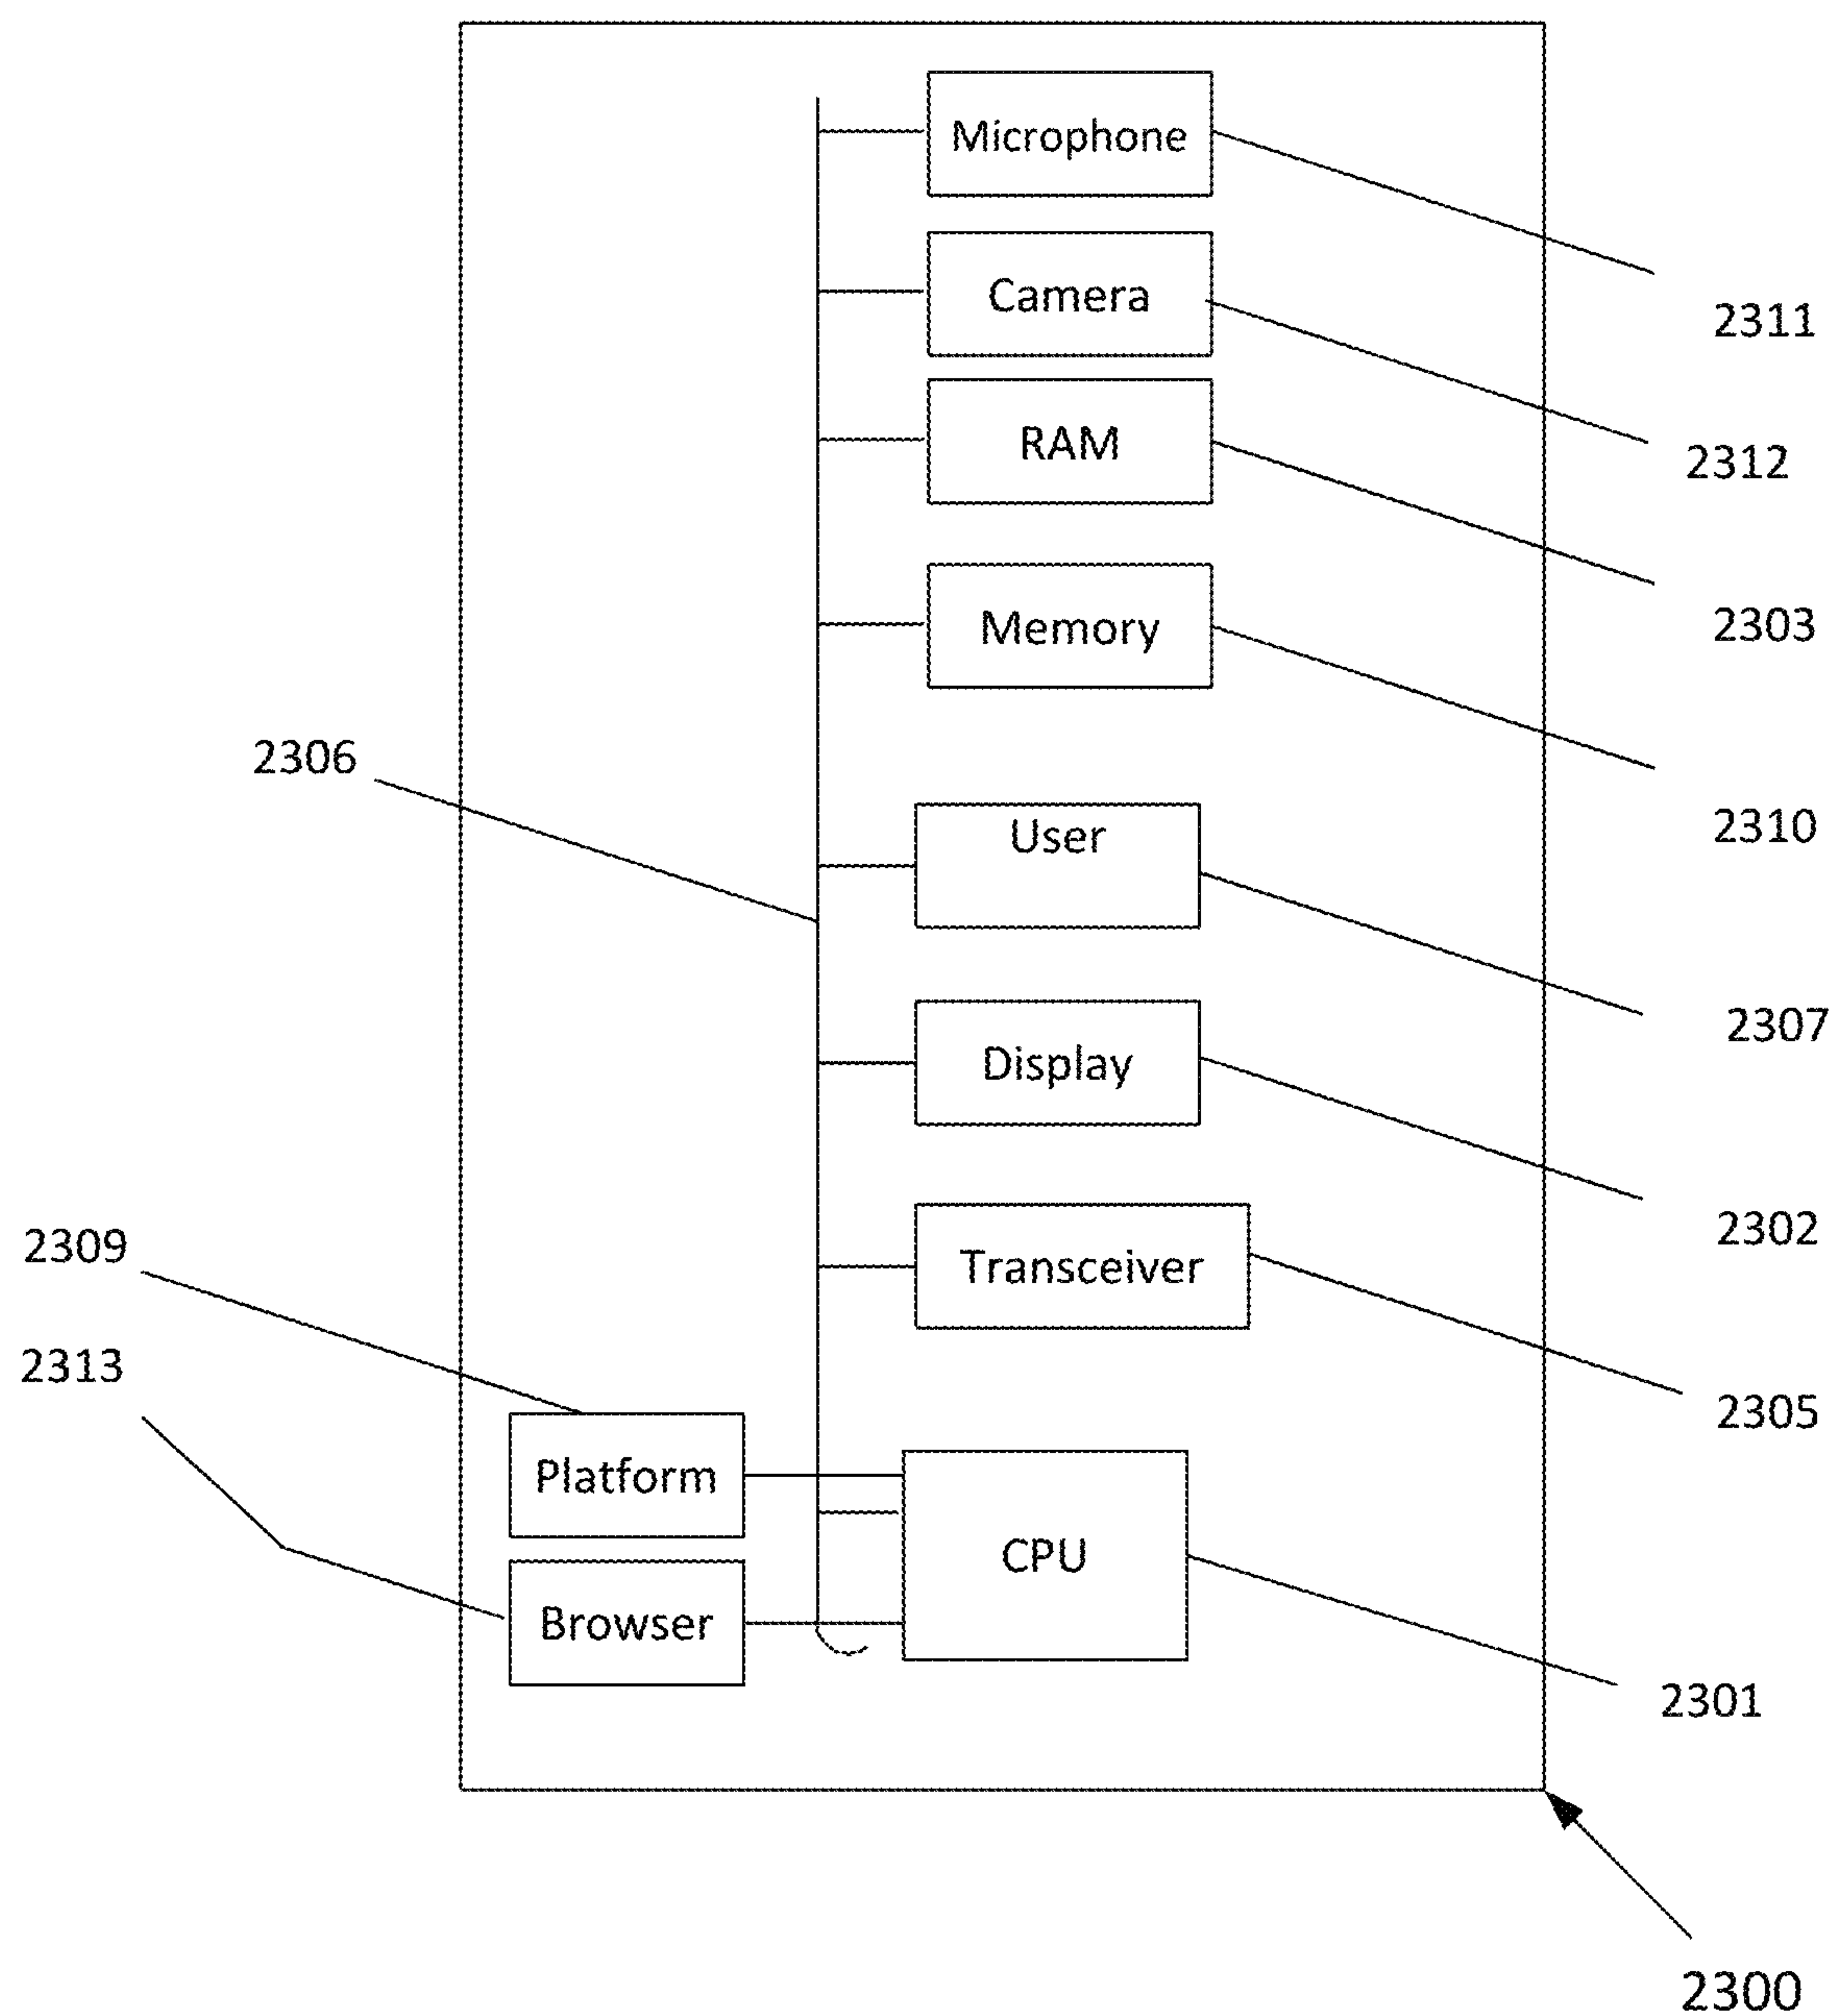 Microphone
2311
Camera
2312
RAM
2303
Memory
2310
2306
User
2307
Display
2302
2309
Transceiver
2305
2313
Platform
CPU
Browser
2301
2300